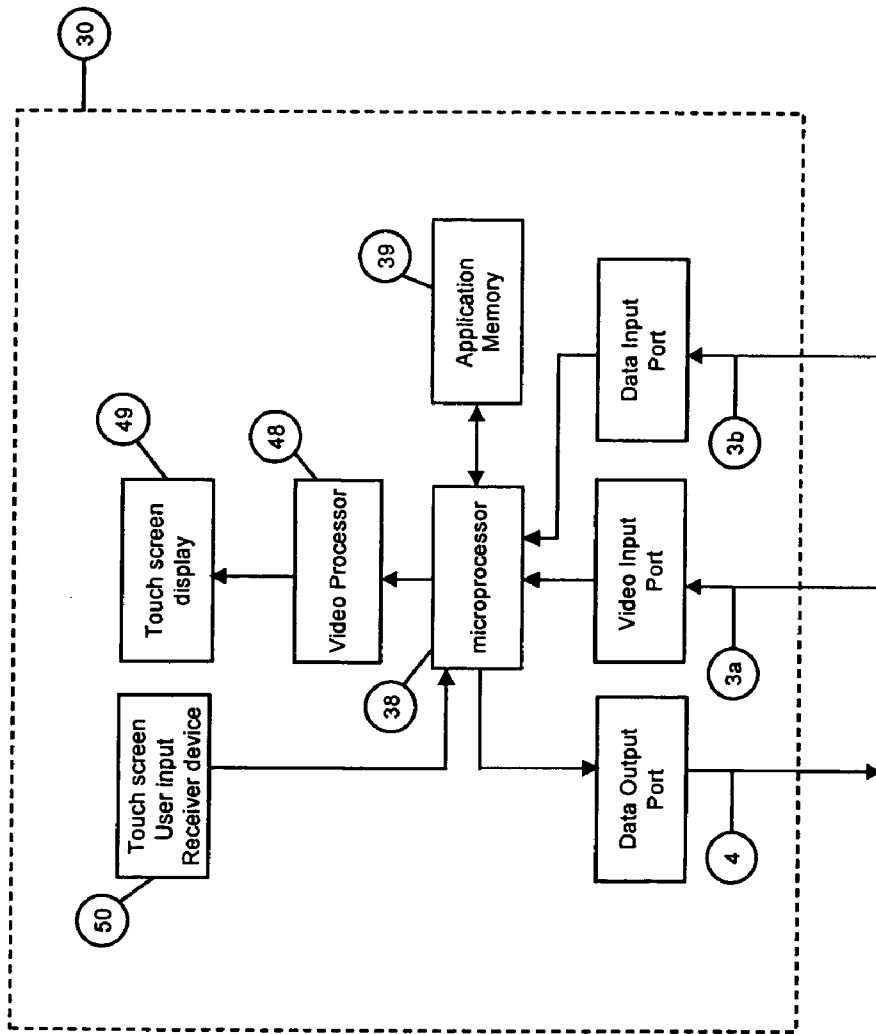 30
50
Touch screen
User input
Receiver device
49
Touch screen
display
48
Video Processor
38
microprocessor
39
Application
Memory
Data Output
Port
Video Input
Port
Data Input
Port
4
3a
3b